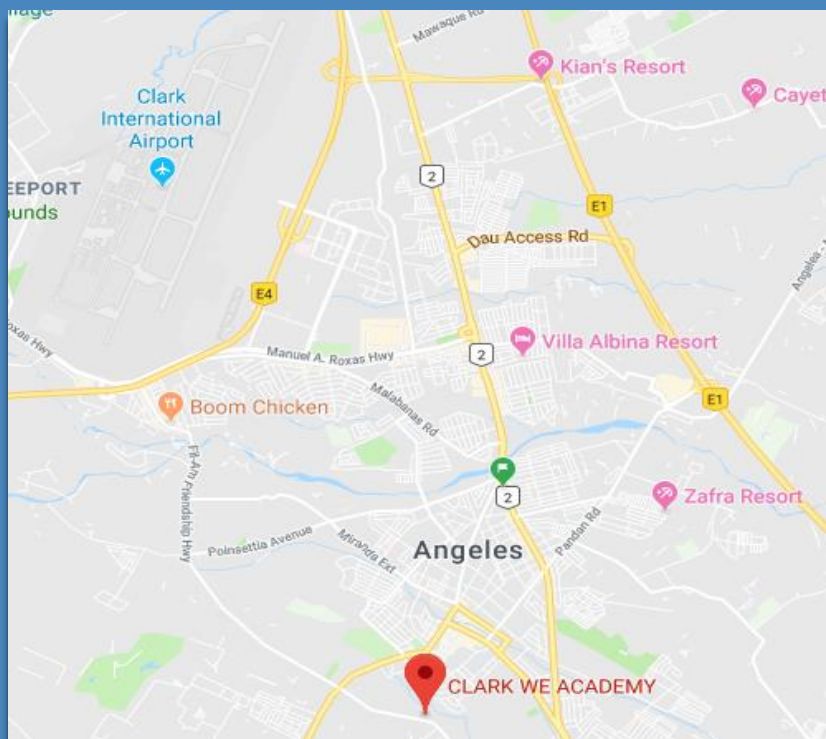 Mawaque Rd
Kian's Resort
Clark
International
Airport
Cayet
2
EEPORT
ounds
E1
Dau Access Rd
Angeles - 
E4
Roxas Hwy
Manuel A. Roxas Hwy
2
Villa Albina Resort
Malabanas Rd
E1
Boom Chicken
Fil-Am Friendship Hwy
2
Zafra Resort
Poinsettia Avenue
Miranda Ext
Angeles
Pandan Rd
CLARK WE ACADEMY